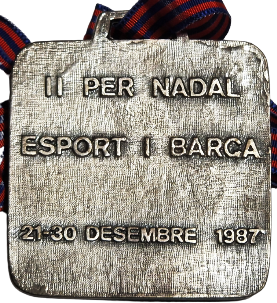 II PER NADAL
ESPORT I BARÇA
21-30 DESEMBRE 1987